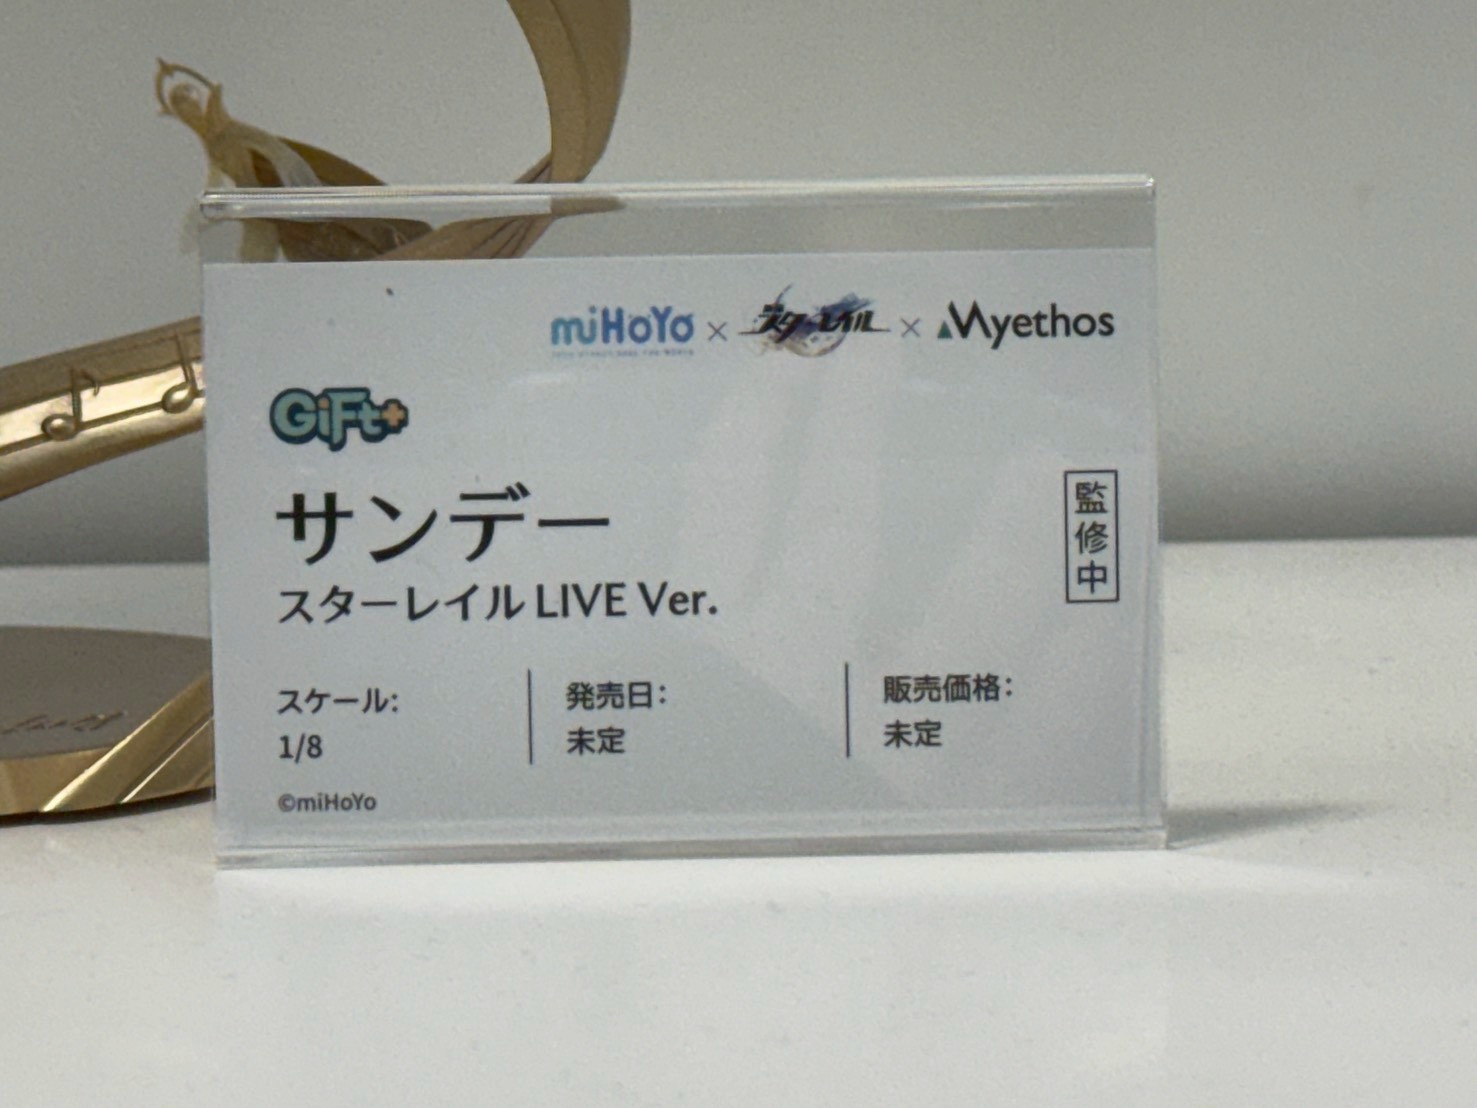 miHoYo × スターレイル × Myethos
GiFt+
サンデー
スターレイル LIVE Ver.
監修中
スケール:
1/8
発売日:
未定
販売価格:
未定
©miHoYo